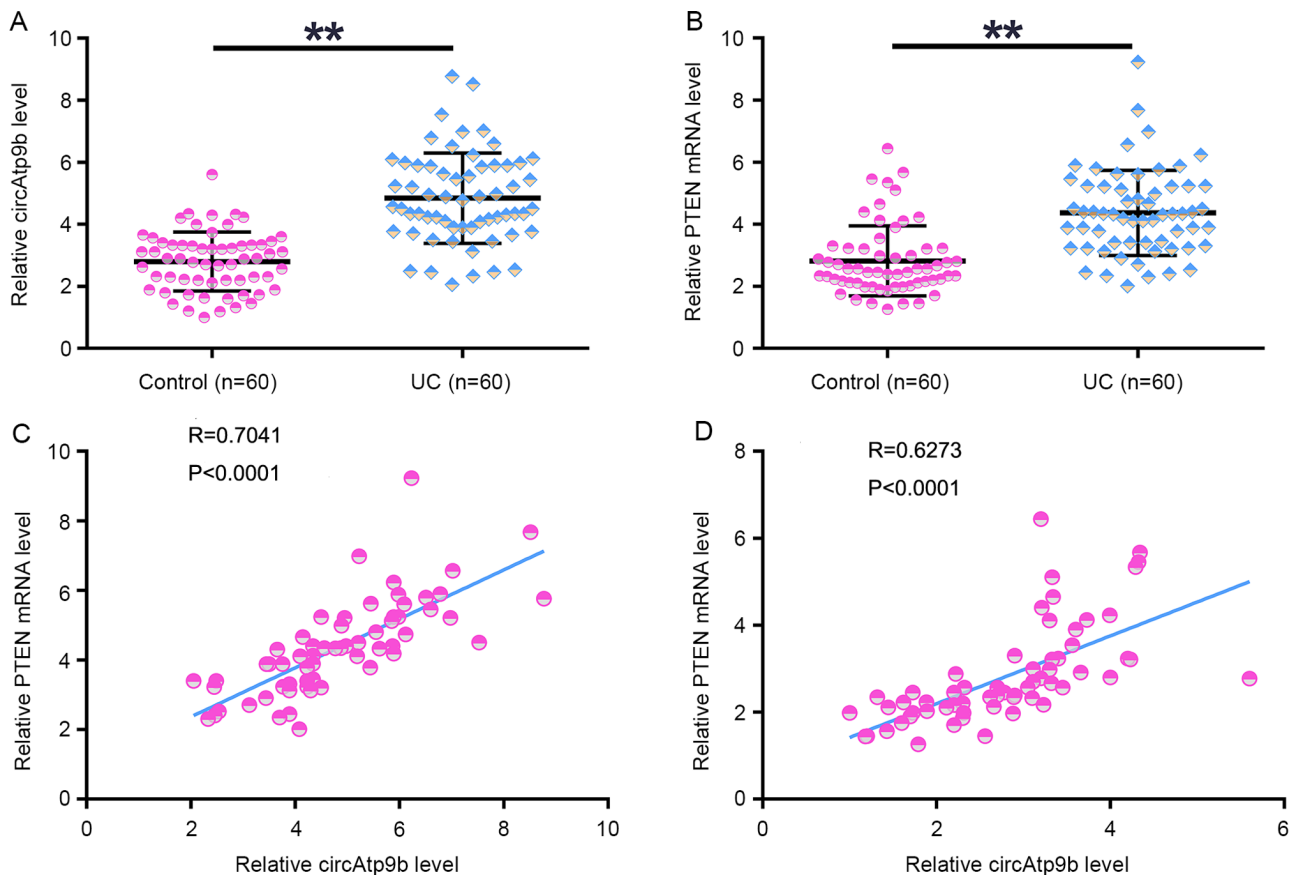 A
**
Relative circAtp9b level
10
8
6
4
2
0
Control (n=60)
UC (n=60)
B
**
Relative PTEN mRNA level
10
8
6
4
2
0
Control (n=60)
UC (n=60)
C
R=0.7041
P<0.0001
Relative PTEN mRNA level
10
8
6
4
2
0
0 2 4 6 8 10
Relative circAtp9b level
D
R=0.6273
P<0.0001
Relative PTEN mRNA level
8
6
4
2
0
0 2 4 6
Relative circAtp9b level